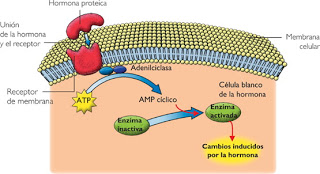 Hormona proteica
Unión
de la hormona
y el receptor
Membrana
celular
Adenilciclasa
Receptor
de membrana
ATP
AMP cíclico
Célula blanco
de la hormona
Enzima
inactiva
Enzima
activada
Cambios inducidos
por la hormona